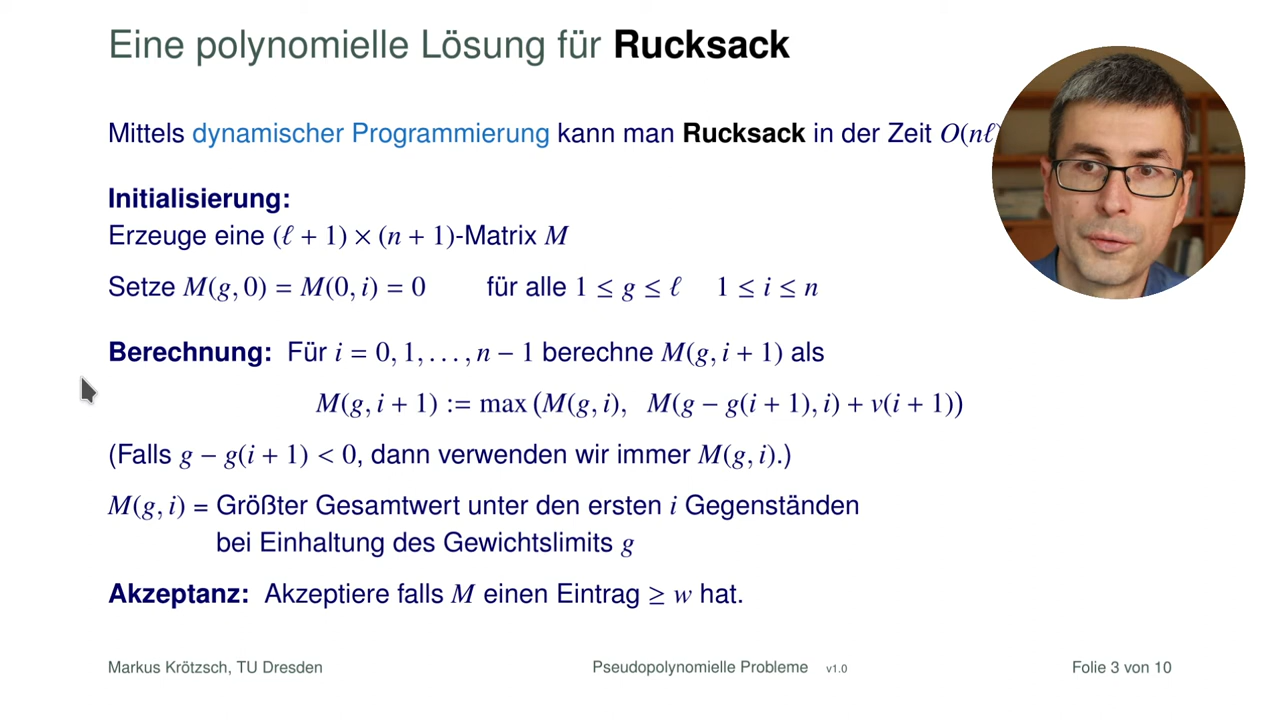 Eine polynomielle Lösung für Rucksack
Mittels dynamischer Programmierung kann man Rucksack in der Zeit O(nℓ)
Initialisierung:
Erzeuge eine (ℓ + 1) × (n + 1)-Matrix M
Setze M(g, 0) = M(0, i) = 0 für alle 1 ≤ g ≤ ℓ 1 ≤ i ≤ n
Berechnung: Für i = 0, 1, . . . , n − 1 berechne M(g, i + 1) als
M(g, i + 1) := max (M(g, i), M(g − g(i + 1), i) + v(i + 1))
(Falls g − g(i + 1) < 0, dann verwenden wir immer M(g, i).)
M(g, i) = Größter Gesamtwert unter den ersten i Gegenständen
bei Einhaltung des Gewichtslimits g
Akzeptanz: Akzeptiere falls M einen Eintrag ≥ w hat.
Markus Krötzsch, TU Dresden Pseudopolynomielle Probleme v1.0 Folie 3 von 10